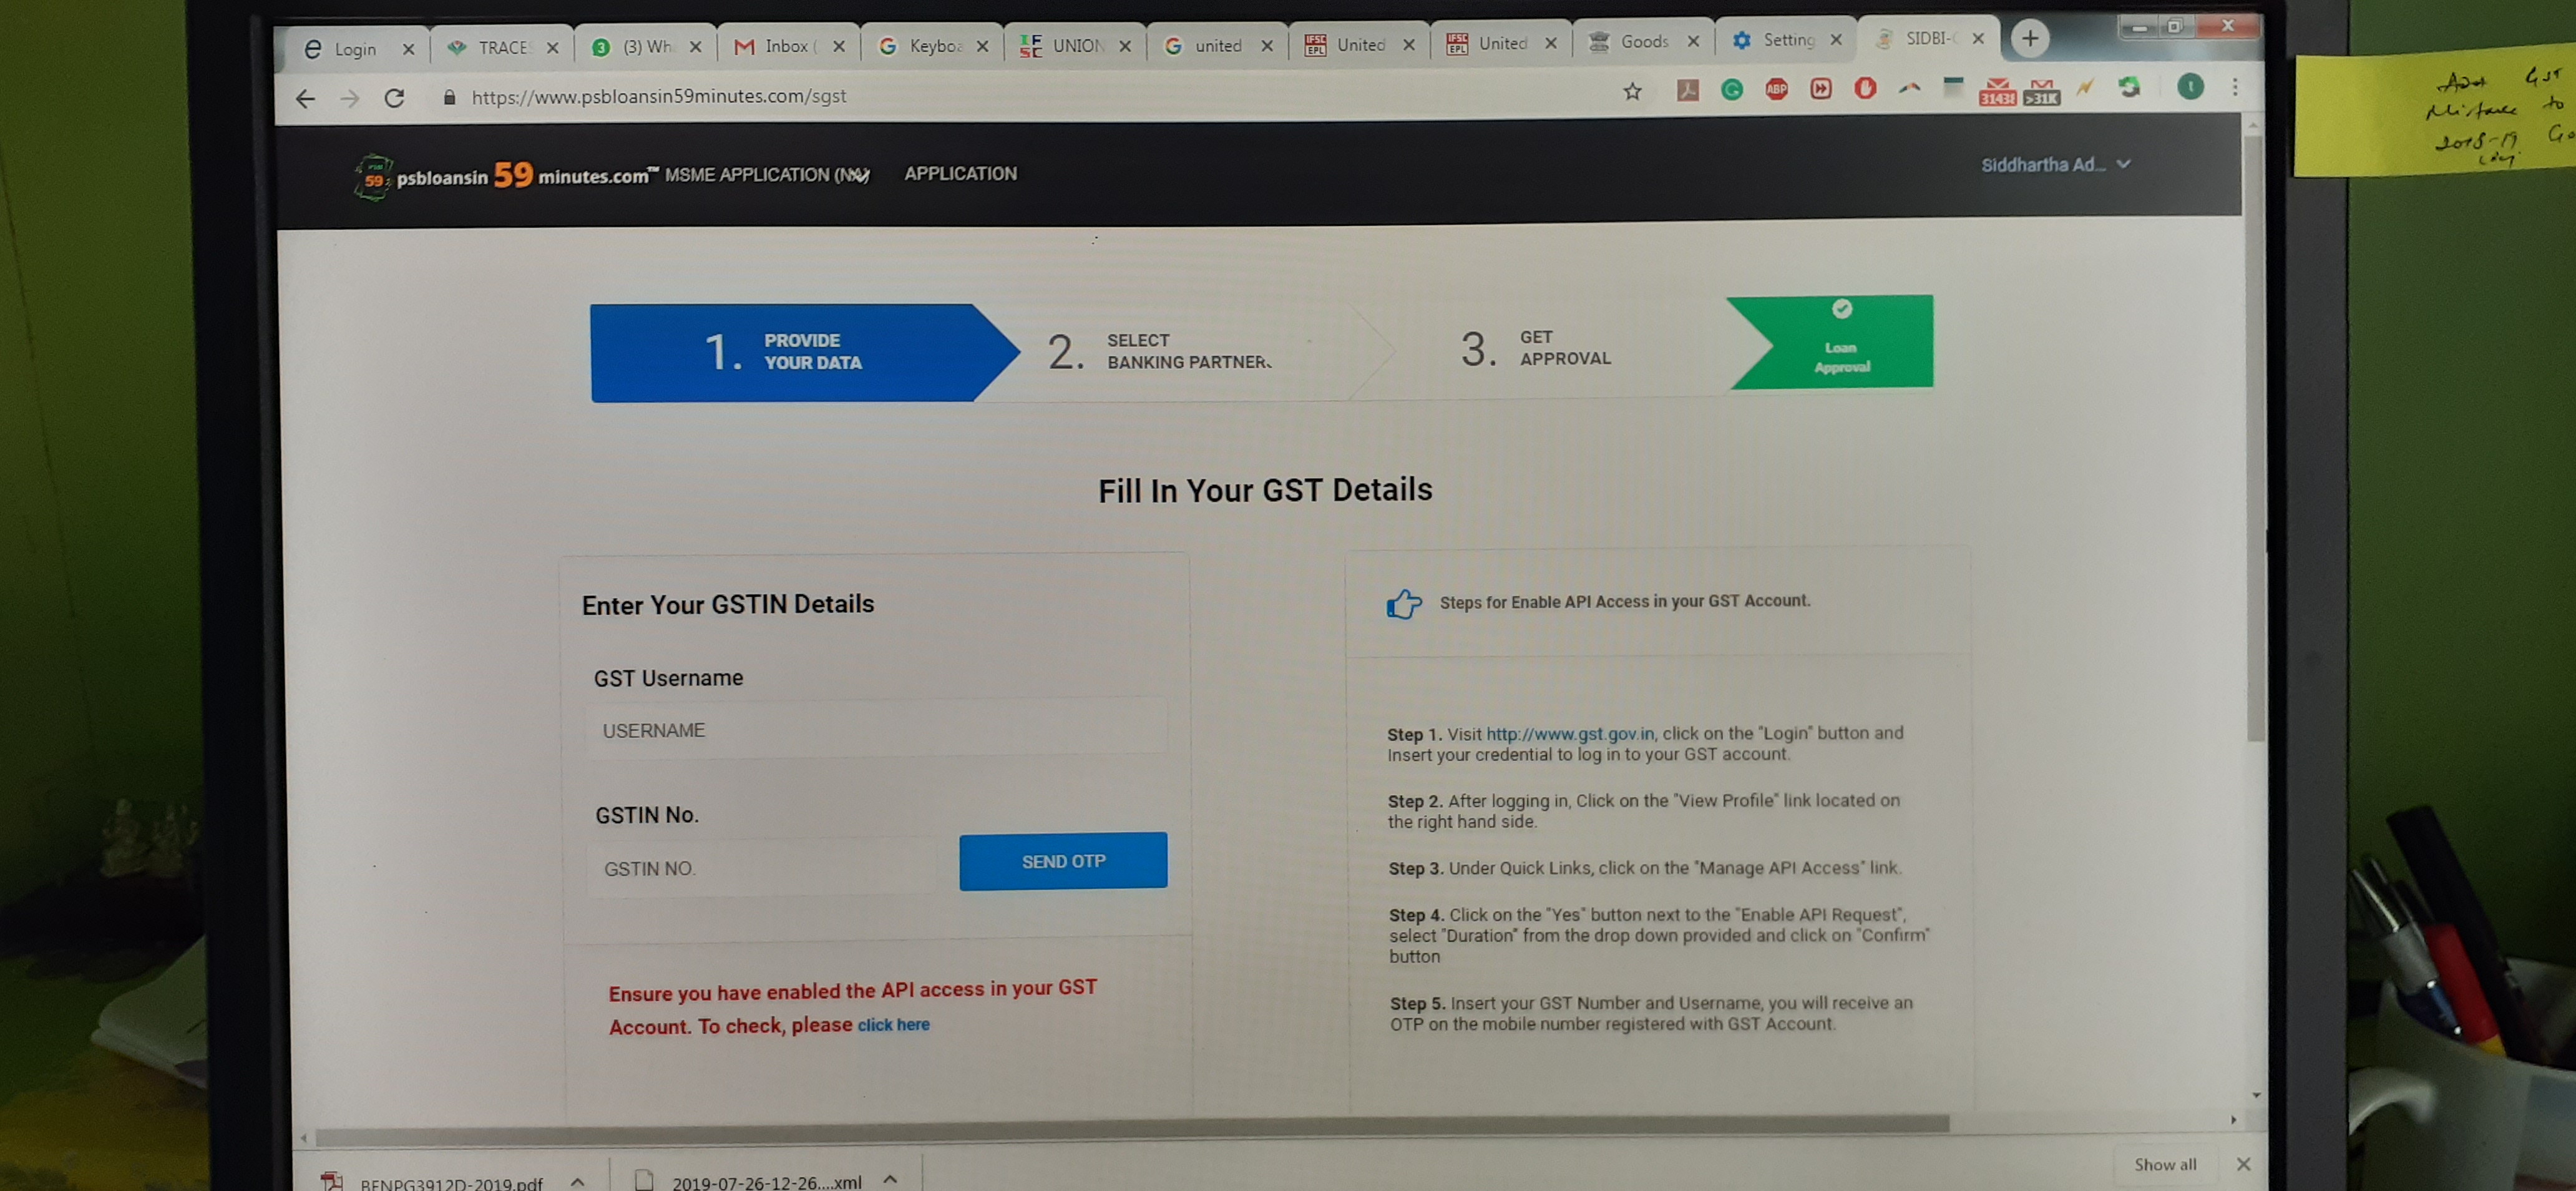 Login
TRACES
(3) Wh
Inbox (
Keyboa
UNION
united
United
United
Goods
Setting
SIDBI-
https://www.psbloansin59minutes.com/sgst
ABP
3143
>31K
t
59 psbloansin 59 minutes.com™ MSME APPLICATION
APPLICATION
Siddhartha Ad...
GST
Mistake to
2018-19 Go
1. PROVIDE
YOUR DATA
2. SELECT
BANKING PARTNER
3. GET
APPROVAL
Loan
Approval
Fill In Your GST Details
Enter Your GSTIN Details
GST Username
USERNAME
GSTIN No.
GSTIN NO.
SEND OTP
Ensure you have enabled the API access in your GST
Account. To check, please click here
Steps for Enable API Access in your GST Account.
Step 1. Visit http://www.gst.gov.in, click on the "Login" button and
Insert your credential to log in to your GST account.
Step 2. After logging in, Click on the "View Profile" link located on
the right hand side.
Step 3. Under Quick Links, click on the "Manage API Access" link.
Step 4. Click on the "Yes" button next to the "Enable API Request",
select "Duration" from the drop down provided and click on "Confirm"
button
Step 5. Insert your GST Number and Username, you will receive an
OTP on the mobile number registered with GST Account.
BENPG3912D-2019.pdf
2019-07-26-12-26....xml
Show all